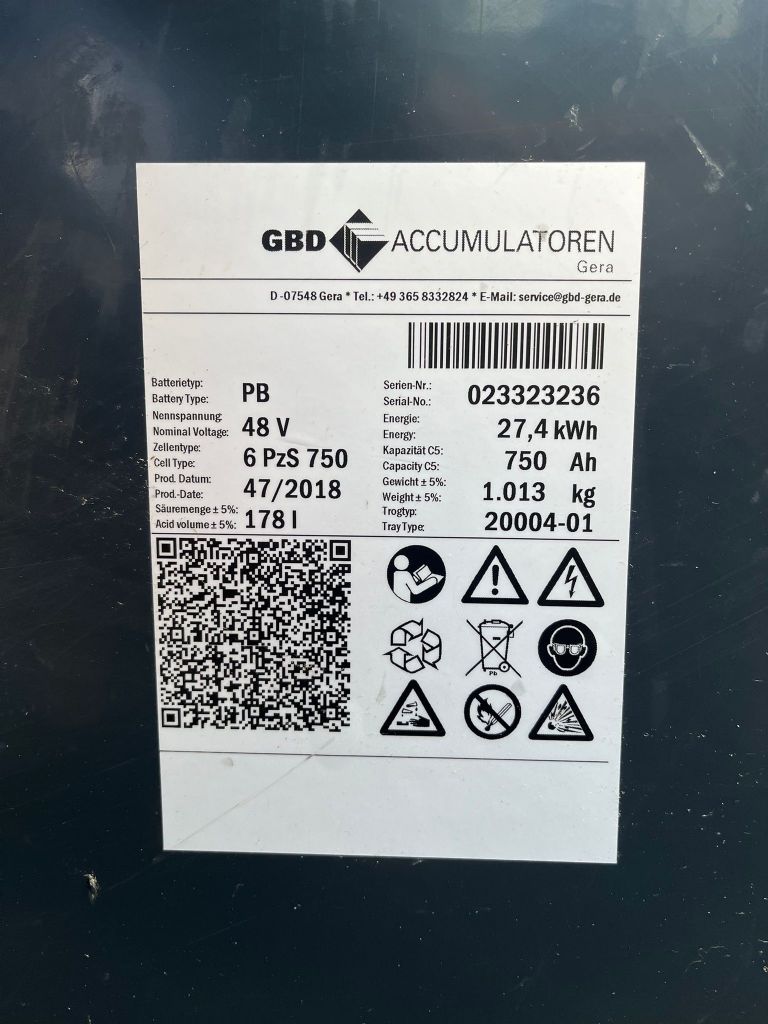 GBD ACCUMULATOREN
Gera
D-07548 Gera * Tel.: +49 365 8332824 * E-Mail: service@gbd-gera.de
Batterietyp:
Battery Type: PB
Nennspannung:
Nominal Voltage: 48 V
Zellentype:
Cell Type: 6 PzS 750
Prod. Datum:
Prod.-Date: 47/2018
Säuremenge ± 5%:
Acid volume ± 5%: 178 l
Serien-Nr.:
Serial-No.: 023323236
Energie:
Energy: 27,4 kWh
Kapazität C5:
Capacity C5: 750 Ah
Gewicht ± 5%:
Weight ± 5%: 1.013 kg
Trogtyp:
Tray Type: 20004-01
Pb